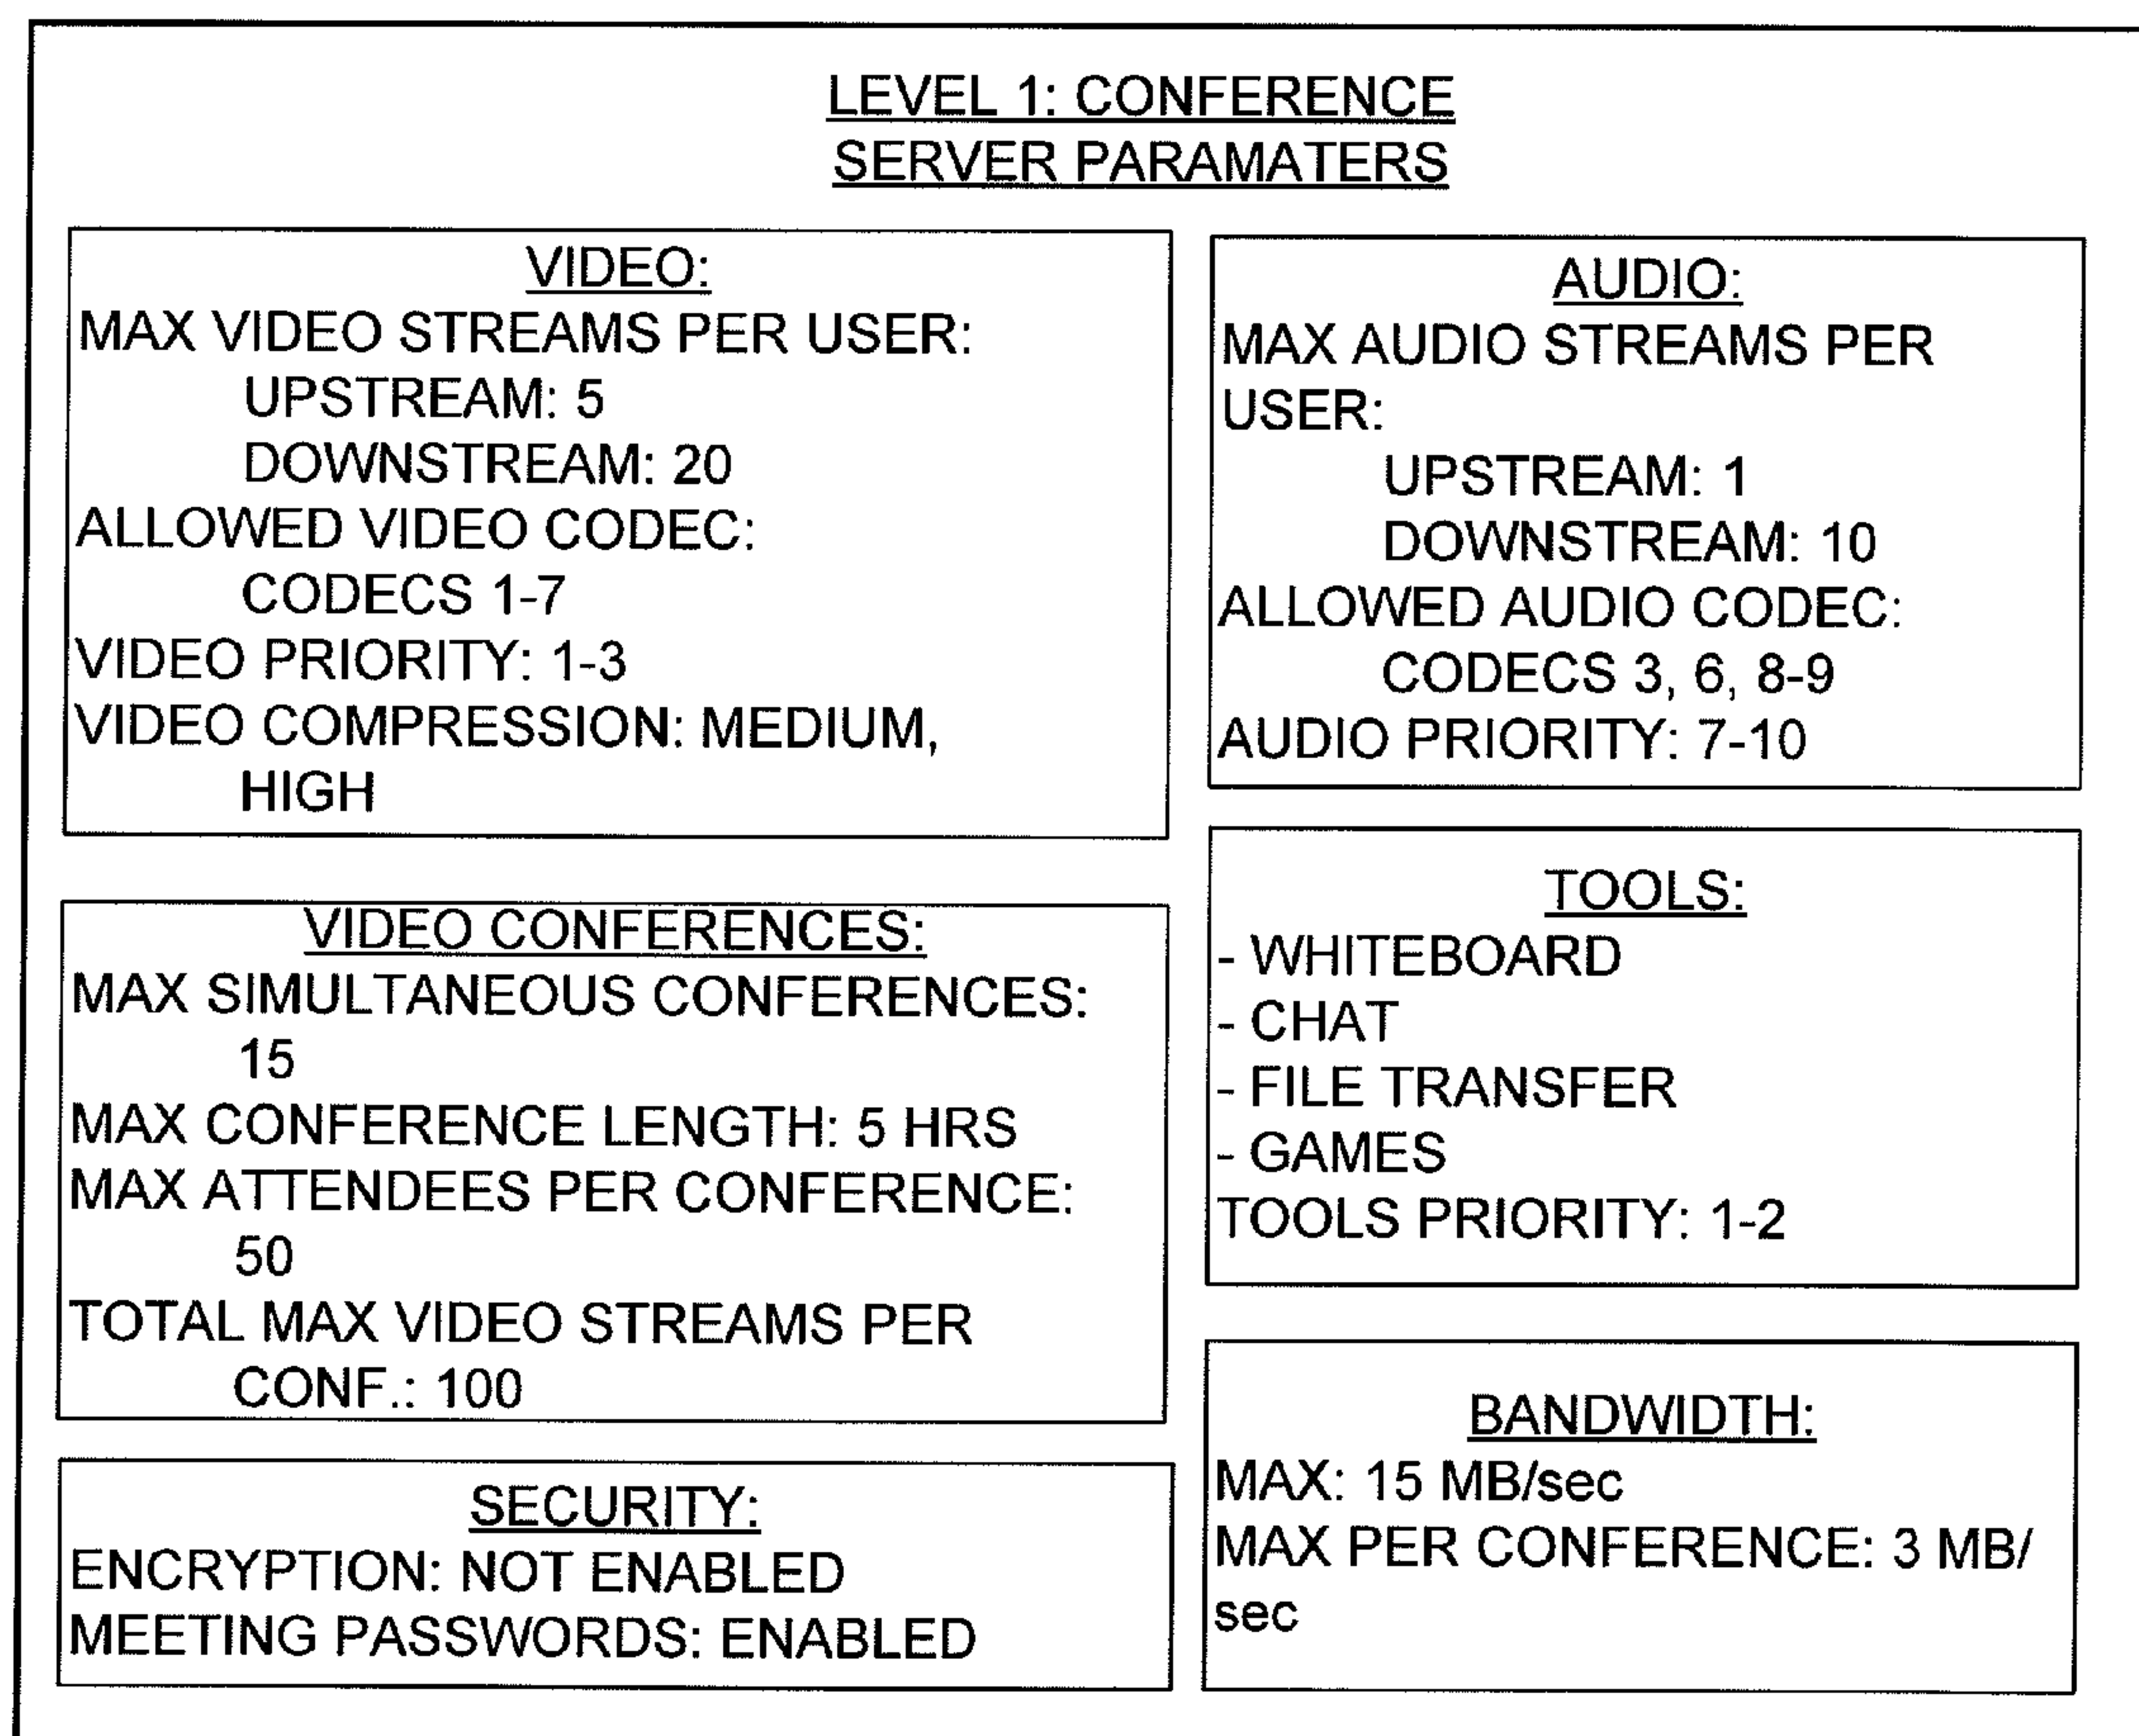 LEVEL 1: CONFERENCE
SERVER PARAMATERS
VIDEO:
MAX VIDEO STREAMS PER USER:
UPSTREAM: 5
DOWNSTREAM: 20
ALLOWED VIDEO CODEC:
CODECS 1-7
VIDEO PRIORITY: 1-3
VIDEO COMPRESSION: MEDIUM,
HIGH
VIDEO CONFERENCES:
MAX SIMULTANEOUS CONFERENCES:
15
MAX CONFERENCE LENGTH: 5 HRS
MAX ATTENDEES PER CONFERENCE:
50
TOTAL MAX VIDEO STREAMS PER
CONF.: 100
SECURITY:
ENCRYPTION: NOT ENABLED
MEETING PASSWORDS: ENABLED
AUDIO:
MAX AUDIO STREAMS PER
USER:
UPSTREAM: 1
DOWNSTREAM: 10
ALLOWED AUDIO CODEC:
CODECS 3, 6, 8-9
AUDIO PRIORITY: 7-10
TOOLS:
- WHITEBOARD
- CHAT
- FILE TRANSFER
- GAMES
TOOLS PRIORITY: 1-2
BANDWIDTH:
MAX: 15 MB/sec
MAX PER CONFERENCE: 3 MB/
sec